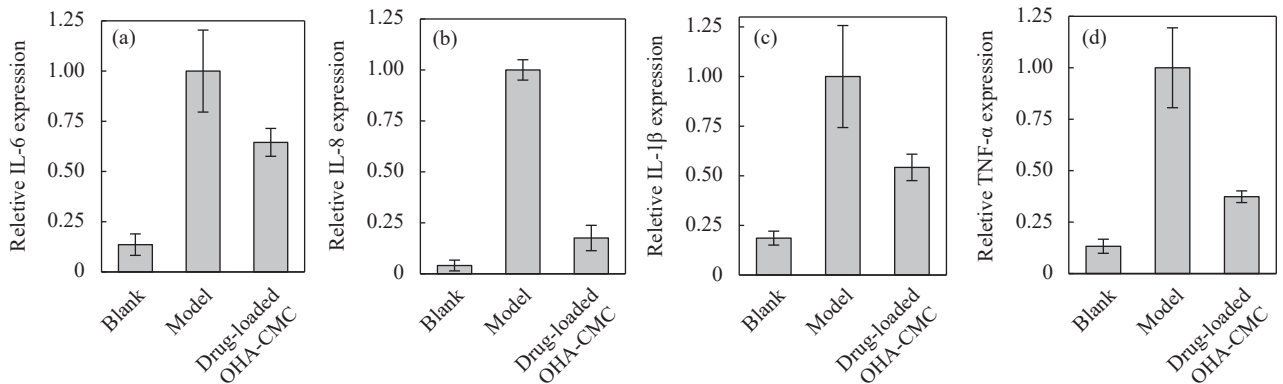 (a)
Reletive IL-6 expression
1.25
1.00
0.75
0.50
0.25
0
Blank
Model
Drug-loaded
OHA-CMC
(b)
Reletive IL-8 expression
1.25
1.00
0.75
0.50
0.25
0
Blank
Model
Drug-loaded
OHA-CMC
(c)
Reletive IL-1β expression
1.25
1.00
0.75
0.50
0.25
0
Blank
Model
Drug-loaded
OHA-CMC
(d)
Reletive TNF-α expression
1.25
1.00
0.75
0.50
0.25
0
Blank
Model
Drug-loaded
OHA-CMC